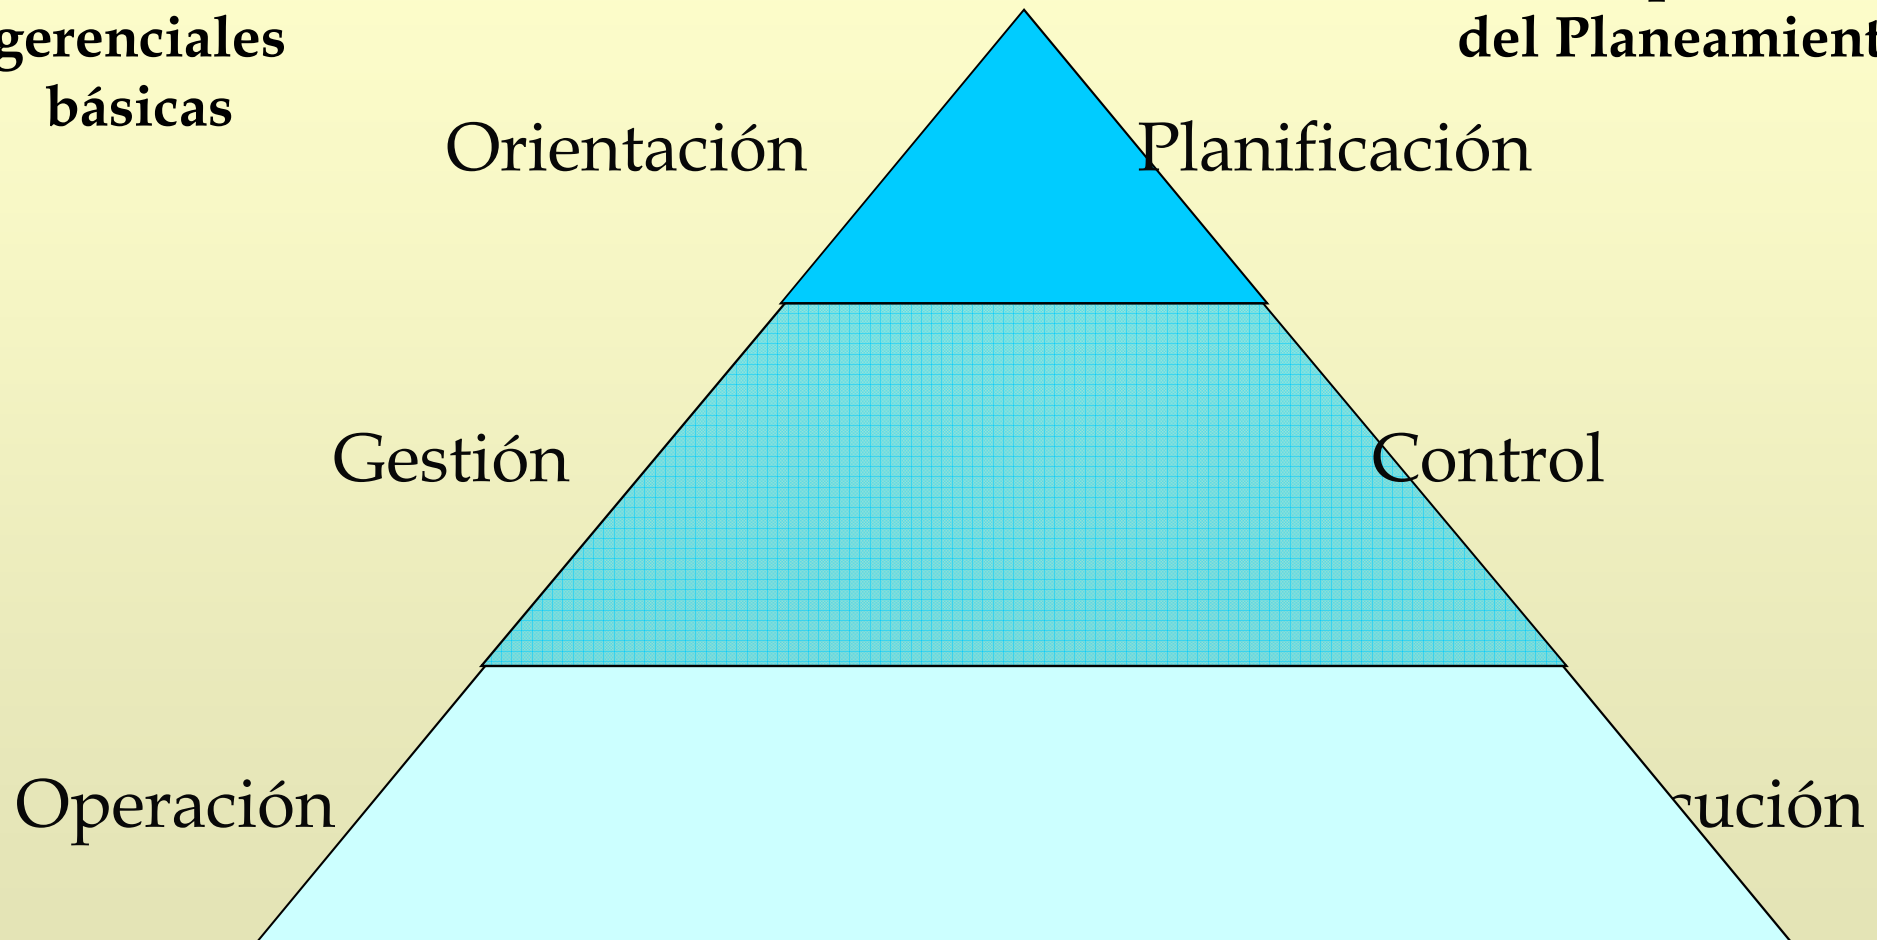 gerenciales
básicas
del Planeamient
Orientación
Planificación
Gestión
Control
Operación
cución